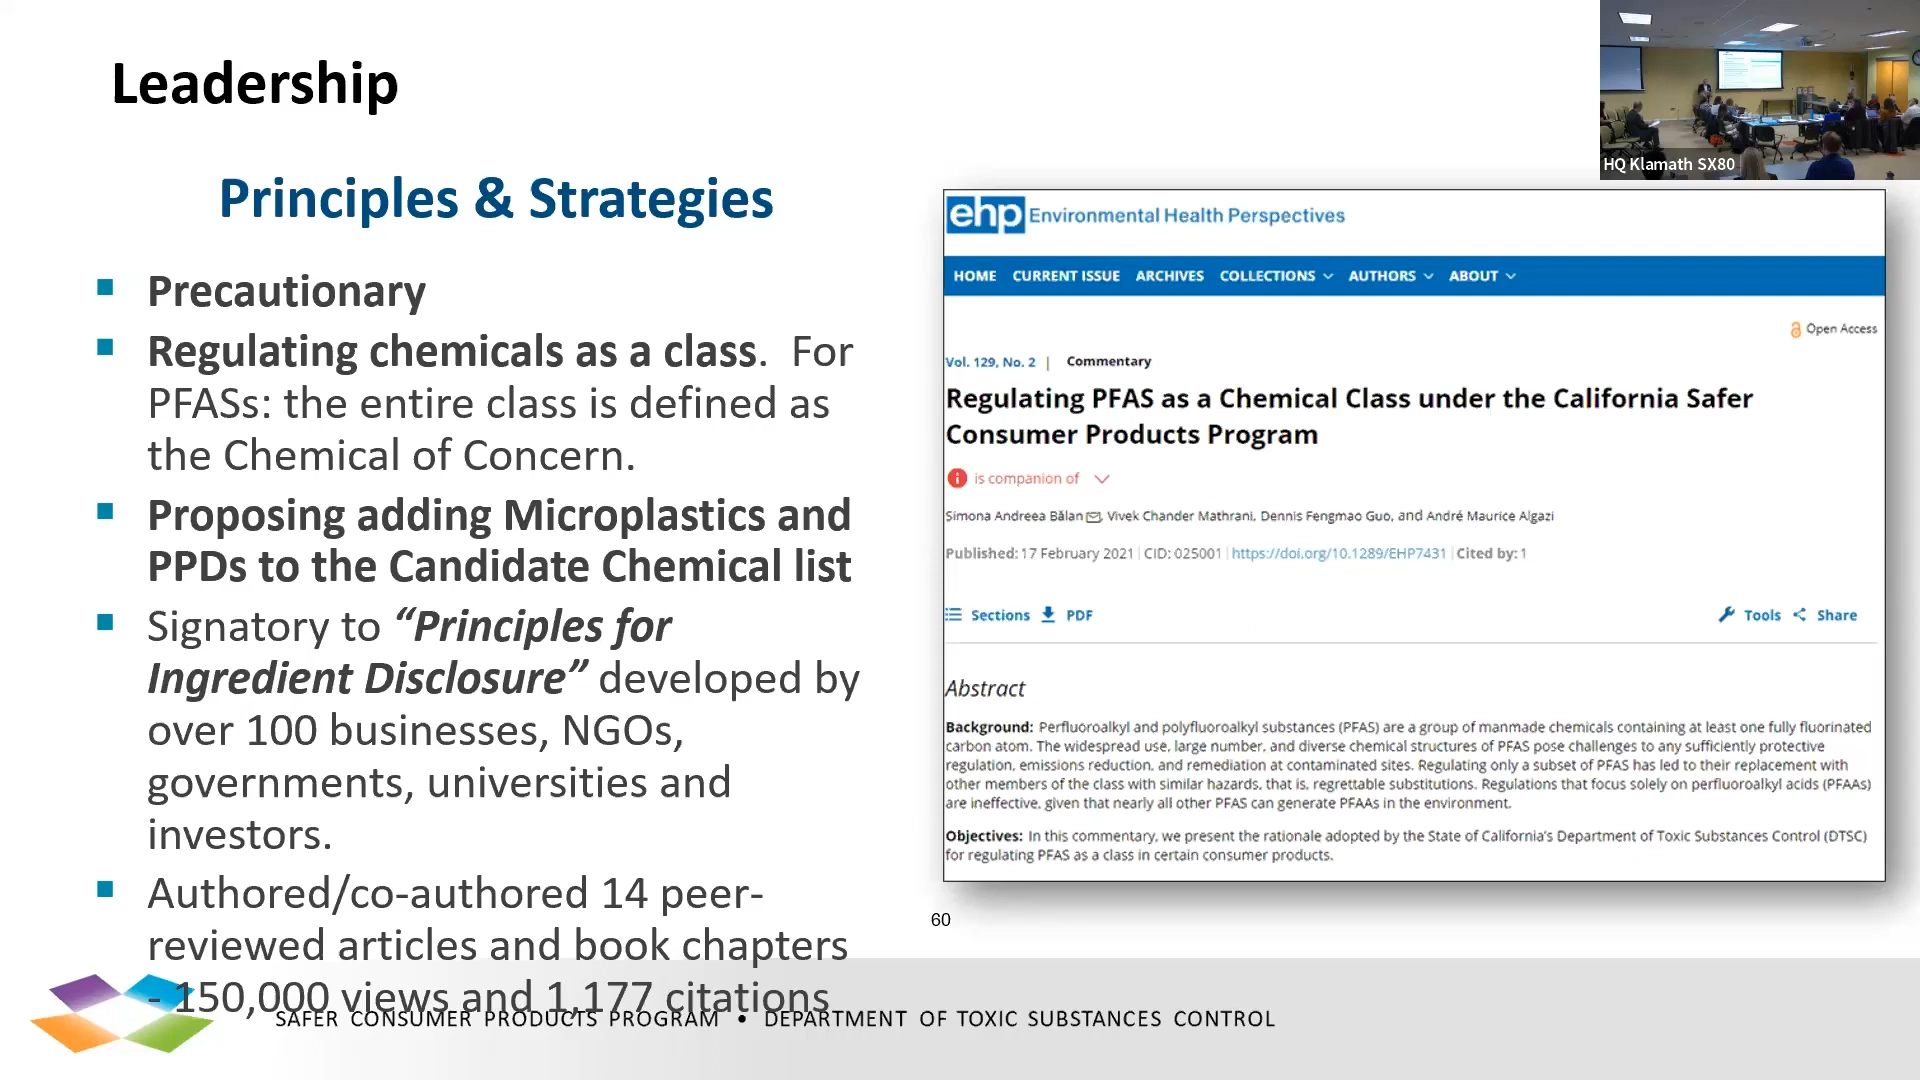 Leadership
HQ Klamath SX80
Principles & Strategies
Precautionary
Regulating chemicals as a class. For
PFASs: the entire class is defined as
the Chemical of Concern.
Proposing adding Microplastics and
PPDs to the Candidate Chemical list
Signatory to “Principles for
Ingredient Disclosure” developed by
over 100 businesses, NGOs,
governments, universities and
investors.
Authored/co-authored 14 peer-
reviewed articles and book chapters
- 150,000 views and 1,177 citations
ehp Environmental Health Perspectives
HOME CURRENT ISSUE ARCHIVES COLLECTIONS AUTHORS ABOUT
Open Access
Vol. 129, No. 2 | Commentary
Regulating PFAS as a Chemical Class under the California Safer
Consumer Products Program
is companion of
Simona Andreea Bălan, Vivek Chander Mathrani, Dennis Fengmao Guo, and André Maurice Algazi
Published: 17 February 2021 | CID: 025001 | https://doi.org/10.1289/EHP7431 | Cited by: 1
Sections PDF Tools Share
Abstract
Background: Perfluoroalkyl and polyfluoroalkyl substances (PFAS) are a group of manmade chemicals containing at least one fully fluorinated
carbon atom. The widespread use, large number, and diverse chemical structures of PFAS pose challenges to any sufficiently protective
regulation, emissions reduction, and remediation at contaminated sites. Regulating only a subset of PFAS has led to their replacement with
other members of the class with similar hazards, that is, regrettable substitutions. Regulations that focus solely on perfluoroalkyl acids (PFAAs)
are ineffective, given that nearly all other PFAS can generate PFAAs in the environment.
Objectives: In this commentary, we present the rationale adopted by the State of California’s Department of Toxic Substances Control (DTSC)
for regulating PFAS as a class in certain consumer products.
60
SAFER CONSUMER PRODUCTS PROGRAM • DEPARTMENT OF TOXIC SUBSTANCES CONTROL